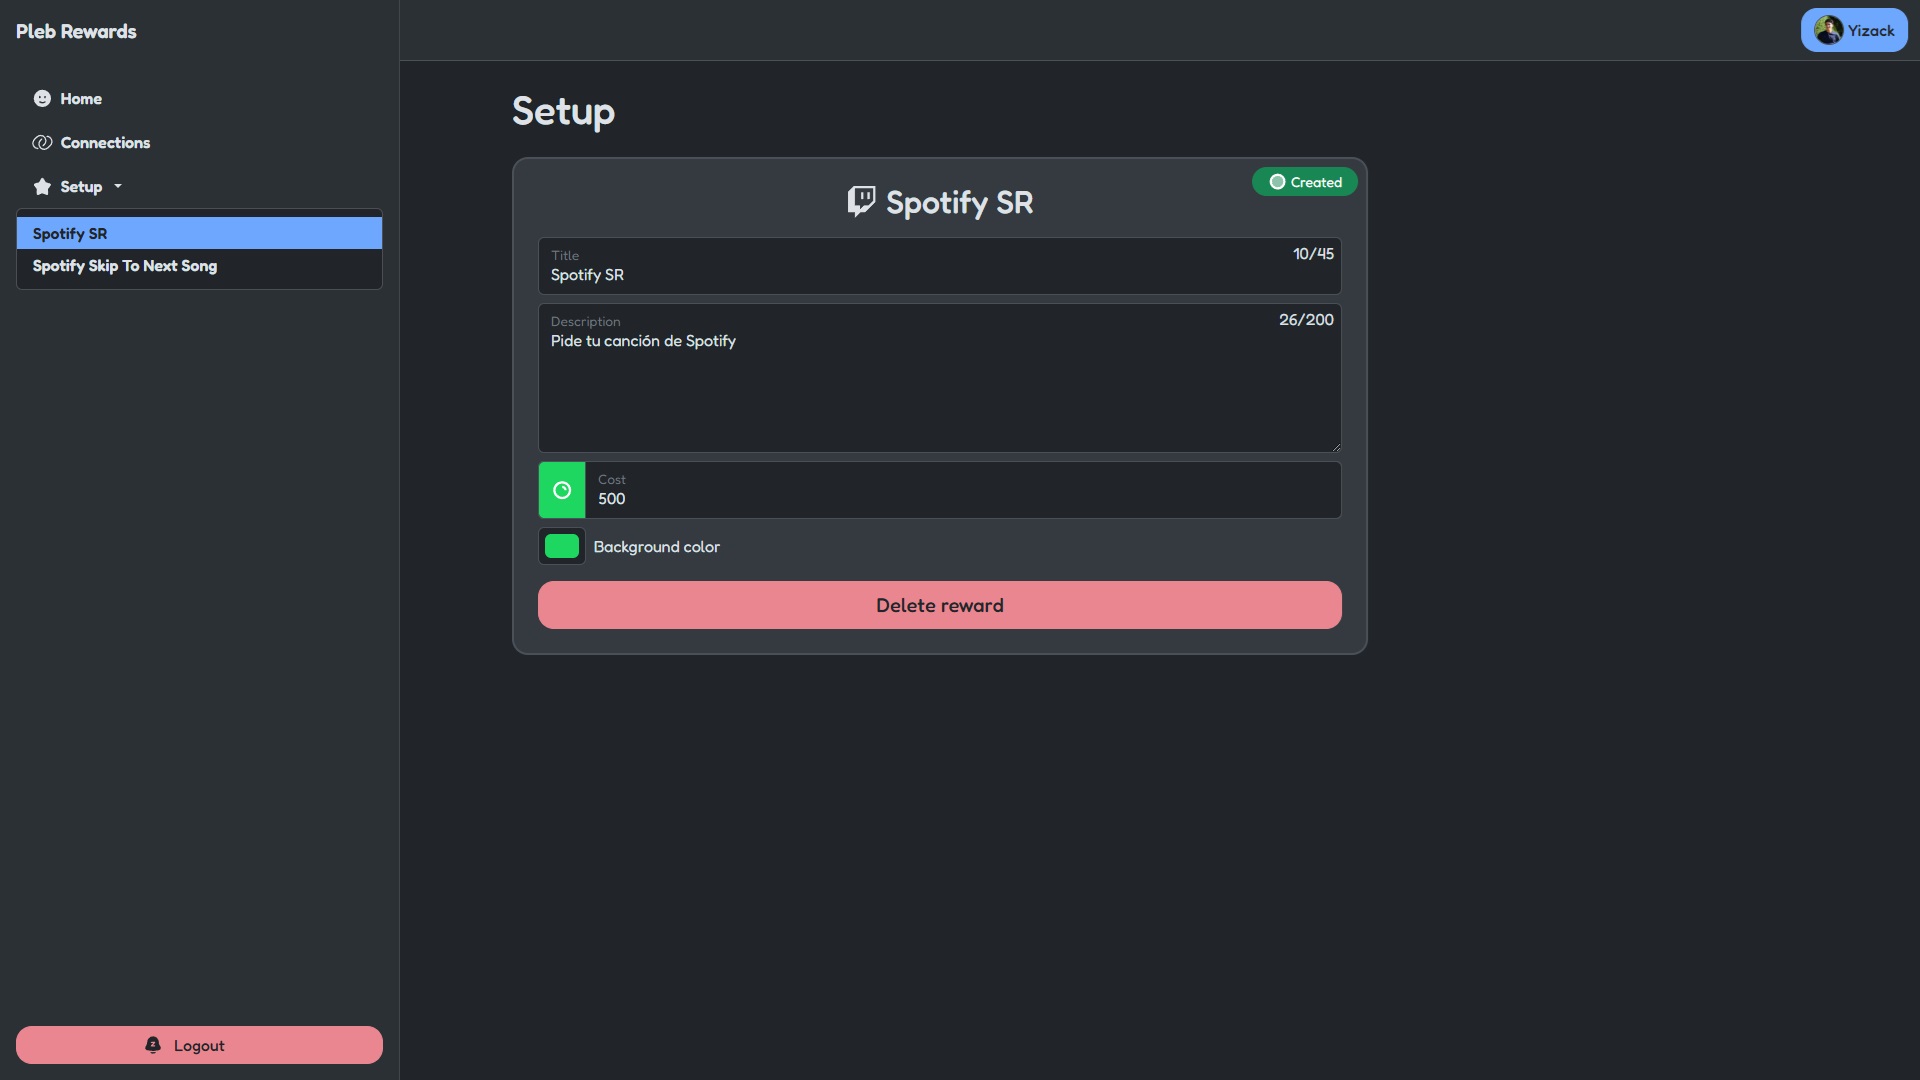 Pleb Rewards
Yizack
Home
Connections
Setup
Spotify SR
Spotify Skip To Next Song
Logout
Setup
Created
Spotify SR
Title
10/45
Spotify SR
Description
26/200
Pide tu canción de Spotify
Cost
500
Background color
Delete reward